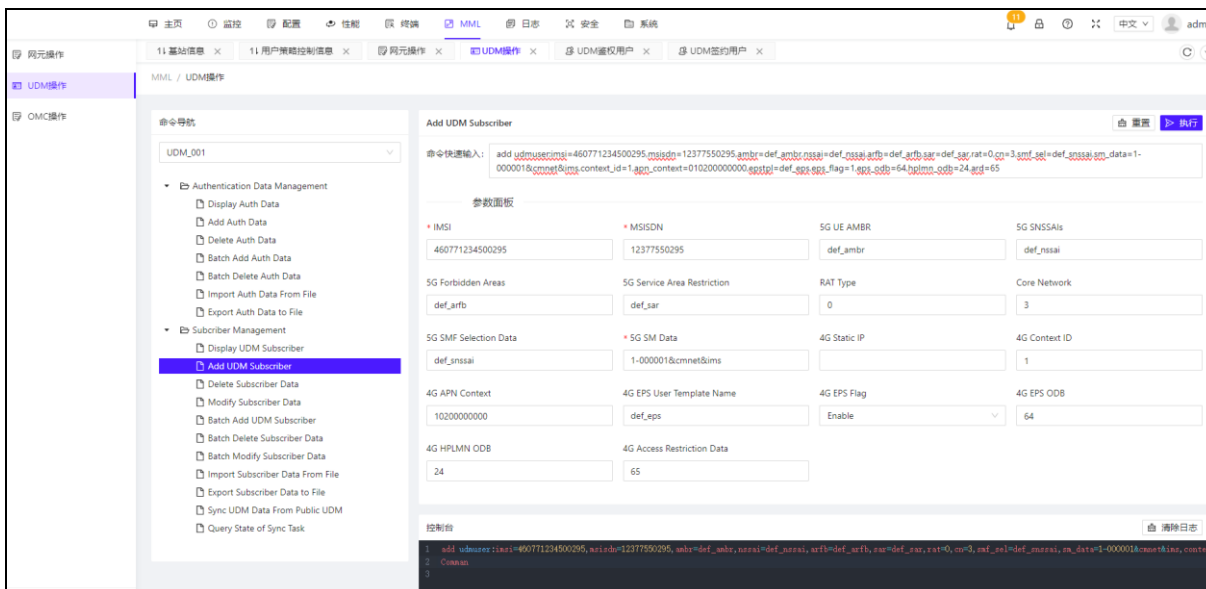 主页 监控 配置 性能 终端 MML 日志 安全 系统 11 中文 adm
网元操作
UDM操作
OMC操作
基站信息 用户策略控制信息 网元操作 UDM操作 UDM鉴权用户 UDM签约用户
MML / UDM操作
命令导航
UDM_001
Authentication Data Management
Display Auth Data
Add Auth Data
Delete Auth Data
Batch Add Auth Data
Batch Delete Auth Data
Import Auth Data From File
Export Auth Data to File
Subcriber Management
Display UDM Subscriber
Add UDM Subscriber
Delete Subscriber Data
Modify Subscriber Data
Batch Add UDM Subscriber
Batch Delete Subscriber Data
Batch Modify Subscriber Data
Import Subscriber Data From File
Export Subscriber Data to File
Sync UDM Data From Public UDM
Query State of Sync Task
Add UDM Subscriber 重置 执行
命令快速输入: add udmuser:imsi=460771234500295,msisdn=12377550295,ambr=def_ambr,nssai=def_nssai,arfb=def_arfb,sar=def_sar,rat=0,cn=3,smf_sel=def_snssai,sm_data=1-
000001&cmnet&ims,context_id=1,apn_context=010200000000,epstpl=def_eps,eps_flag=1,eps_odb=64,hplmn_odb=24,ard=65
参数面板
* IMSI * MSISDN 5G UE AMBR 5G SNSSAIs
460771234500295 12377550295 def_ambr def_nssai
5G Forbidden Areas 5G Service Area Restriction RAT Type Core Network
def_arfb def_sar 0 3
5G SMF Selection Data * 5G SM Data 4G Static IP 4G Context ID
def_snssai 1-000001&cmnet&ims 1
4G APN Context 4G EPS User Template Name 4G EPS Flag 4G EPS ODB
10200000000 def_eps Enable 64
4G HPLMN ODB 4G Access Restriction Data
24 65
控制台 清除日志
1 add udmuser:imsi=460771234500295,msisdn=12377550295,ambr=def_ambr,nssai=def_nssai,arfb=def_arfb,sar=def_sar,rat=0,cn=3,smf_sel=def_snssai,sm_data=1-000001&cmnet&ims,conte
2 Comman
3